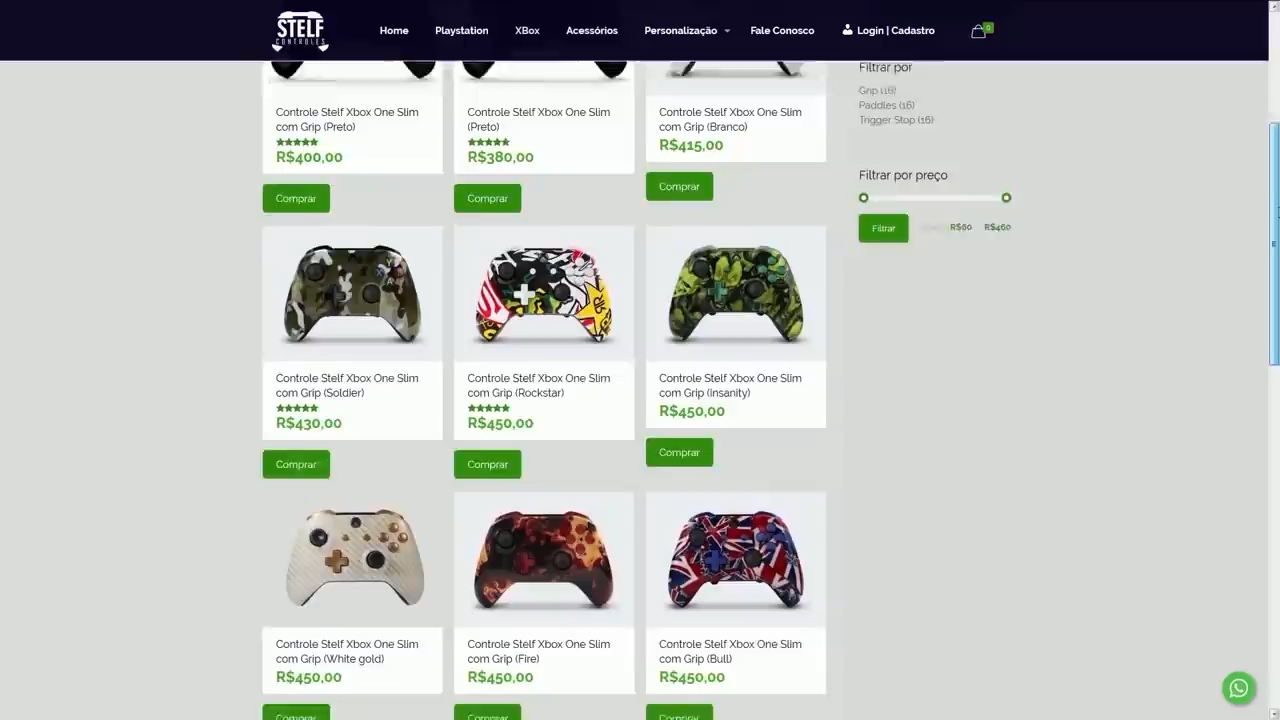 STELF
CONTROLES
Home
Playstation
XBox
Acessórios
Personalização
Fale Conosco
Login | Cadastro
0
Controle Stelf Xbox One Slim
com Grip (Preto)
R$400,00
Comprar
Controle Stelf Xbox One Slim
(Preto)
R$380,00
Comprar
Controle Stelf Xbox One Slim
com Grip (Branco)
R$415,00
Comprar
Filtrar por
Grip (16)
Paddles (16)
Trigger Stop (16)
Filtrar por preço
Filtrar
R$60
R$460
Controle Stelf Xbox One Slim
com Grip (Soldier)
R$430,00
Comprar
Controle Stelf Xbox One Slim
com Grip (Rockstar)
R$450,00
Comprar
Controle Stelf Xbox One Slim
com Grip (Insanity)
R$450,00
Comprar
Controle Stelf Xbox One Slim
com Grip (White gold)
R$450,00
Comprar
Controle Stelf Xbox One Slim
com Grip (Fire)
R$450,00
Comprar
Controle Stelf Xbox One Slim
com Grip (Bull)
R$450,00
Comprar